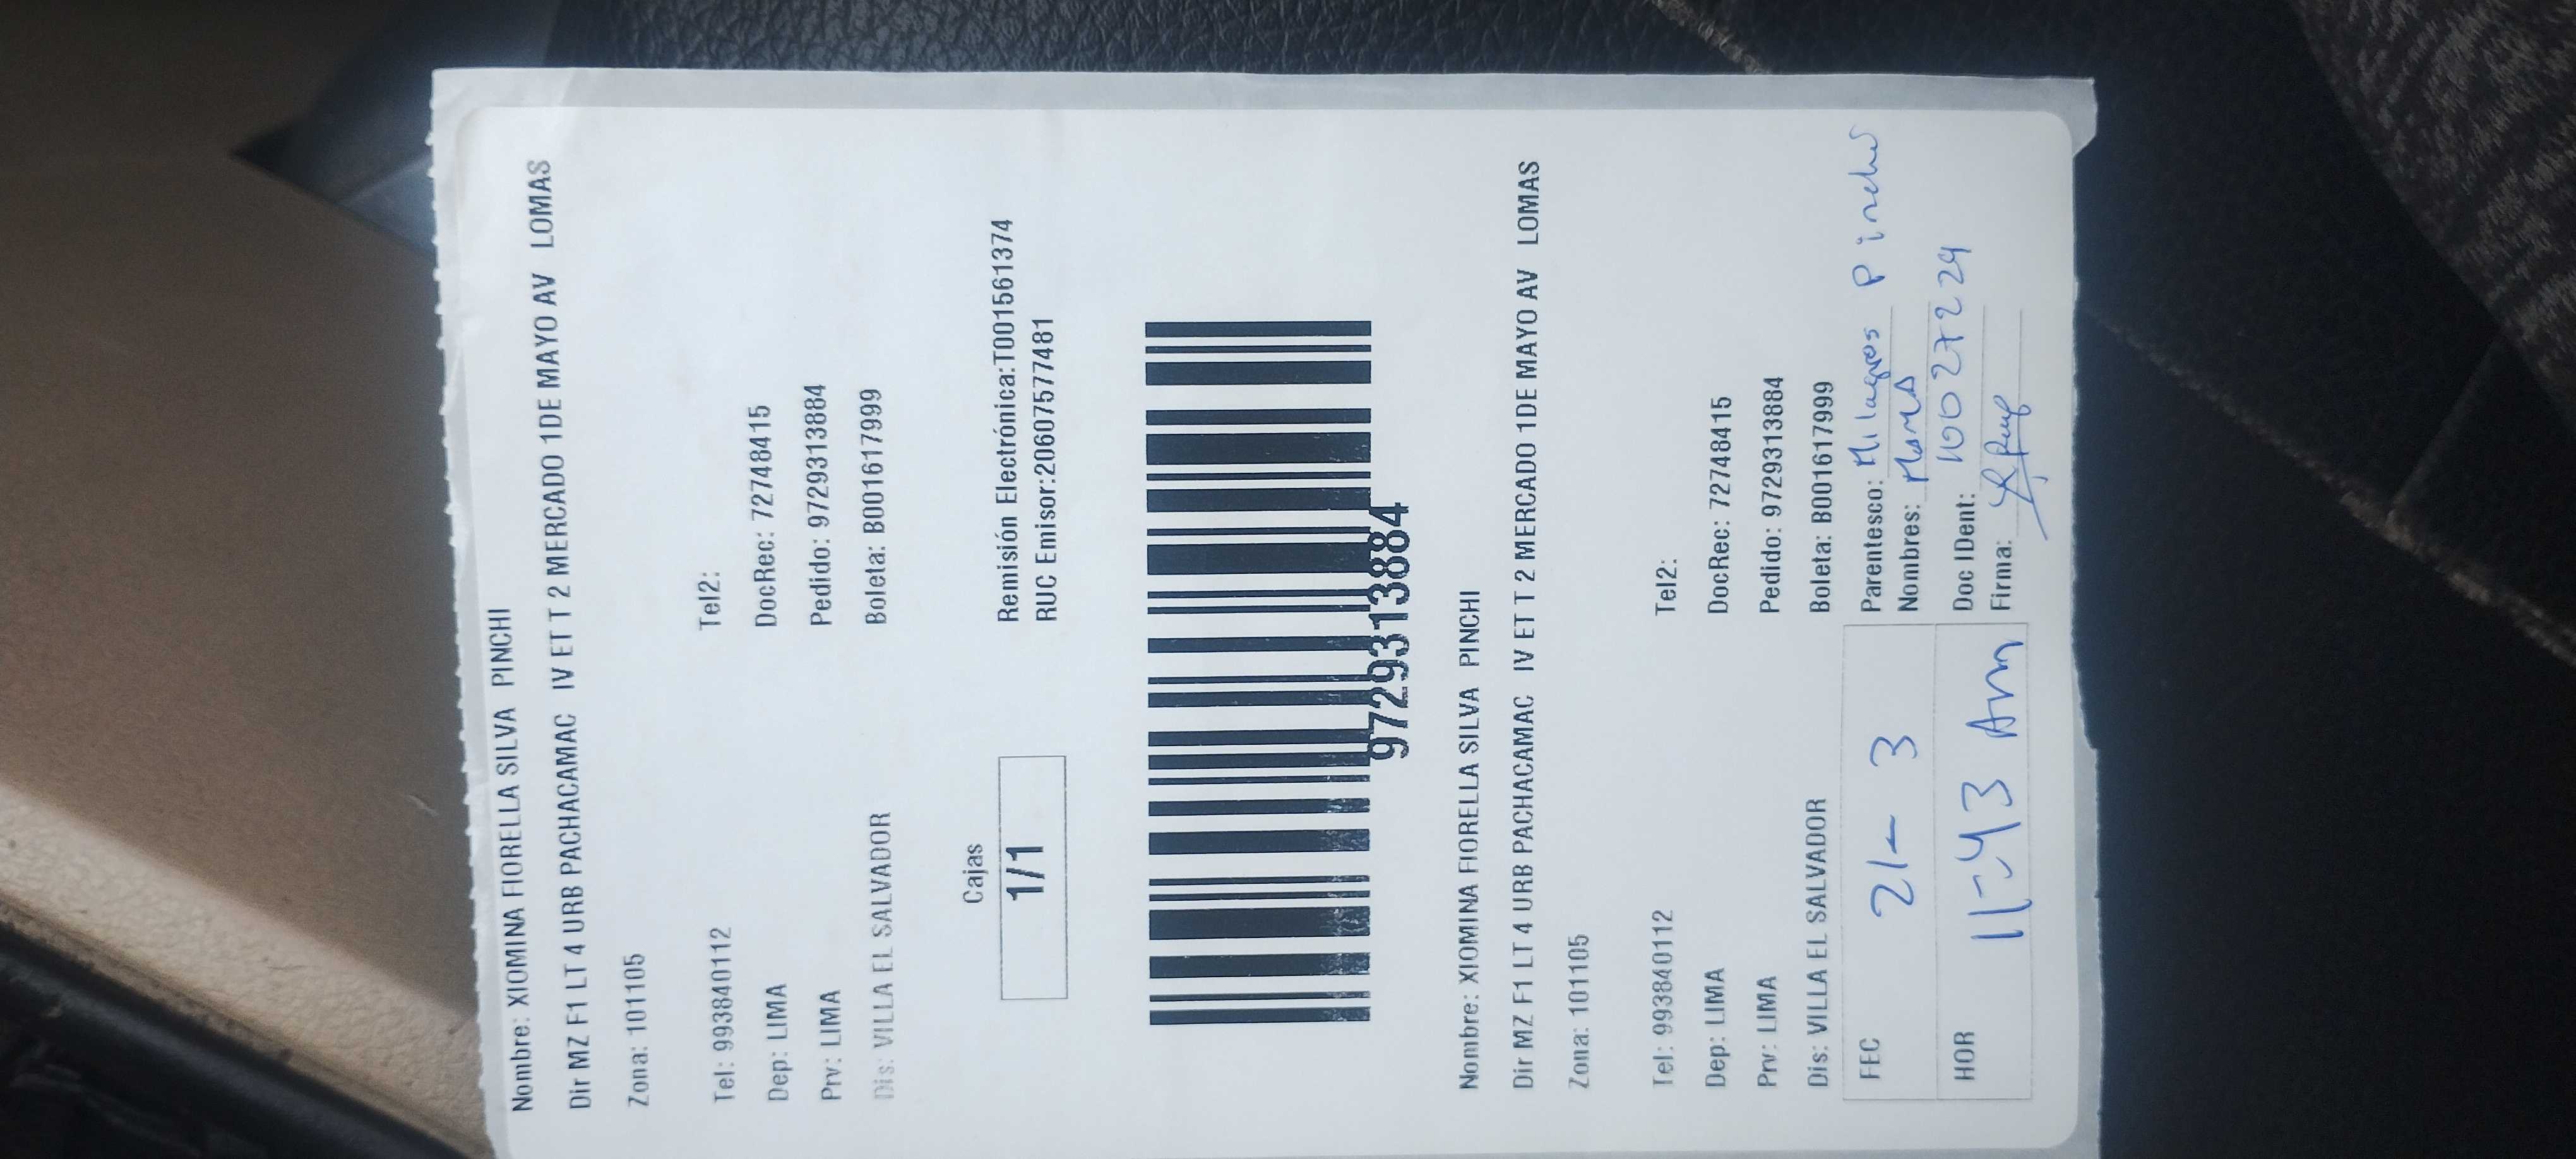 Nombre: XIOMINA FIORELLA SILVA  PINCHI
Dir MZ F1 LT 4 URB PACHACAMAC  IV ET T 2 MERCADO 1DE MAYO AV  LOMAS
Zona: 101105
Tel: 993840112 Tel2:
Dep: LIMA DocRec: 72748415
Prv: LIMA Pedido: 972931388​4
Dis: VILLA EL SALVADOR Boleta: B001617999
Cajas
1/1
Remisión Electrónica:T001561374
RUC Emisor:20607577481
9729313884
Nombre: XIOMINA FIORELLA SILVA  PINCHI
Dir MZ F1 LT 4 URB PACHACAMAC  IV ET T 2 MERCADO 1DE MAYO AV  LOMAS
Zona: 101105
Tel: 993840112 Tel2:
Dep: LIMA DocRec: 72748415
Prv: LIMA Pedido: 9729313884
Dis: VILLA EL SALVADOR Boleta: B001617999
FEC 21- 3 Parentesco: Milagros
Nombres:
HOR 11:43 Am Doc IDent: 10027224
Firma: